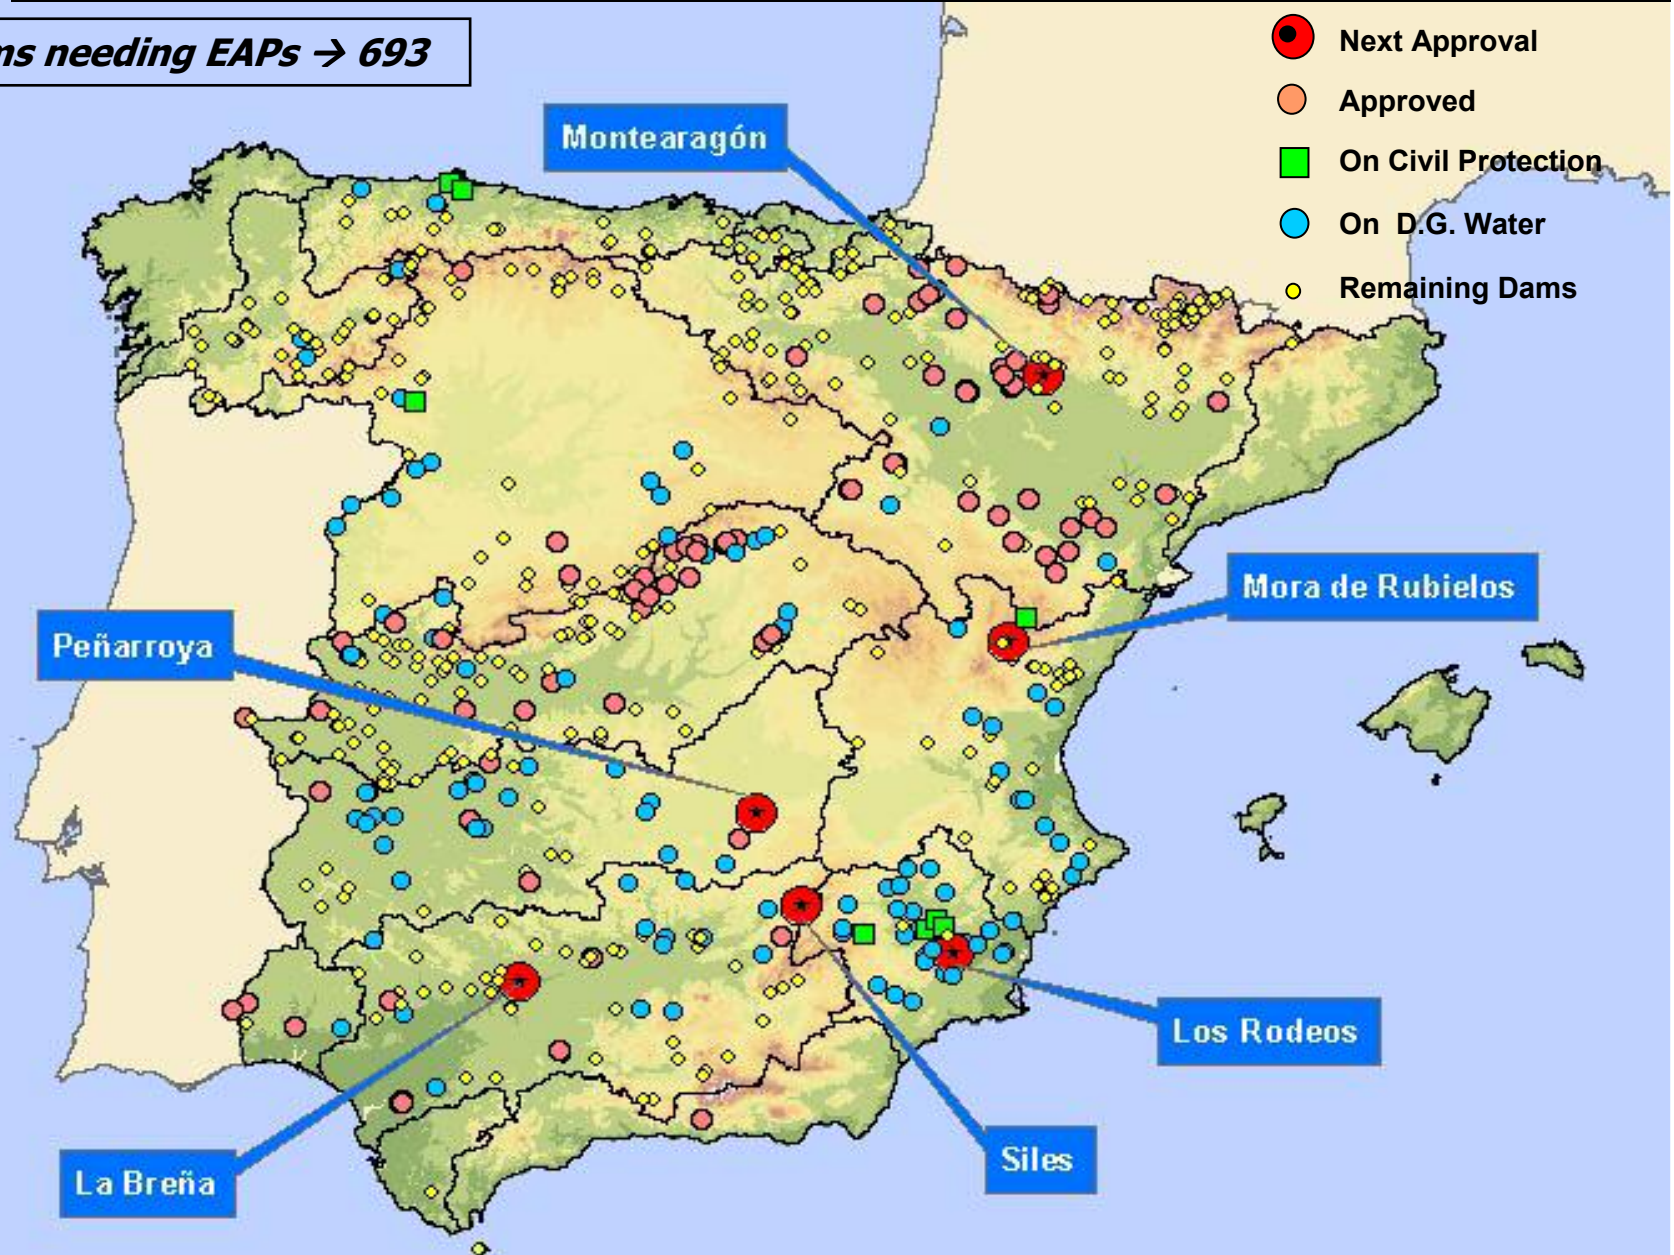 ms needing EAPs → 693
Next Approval
Approved
On Civil Protection
On D.G. Water
Remaining Dams
Montearagón
Mora de Rubielos
Peñarroya
Los Rodeos
Siles
La Breña